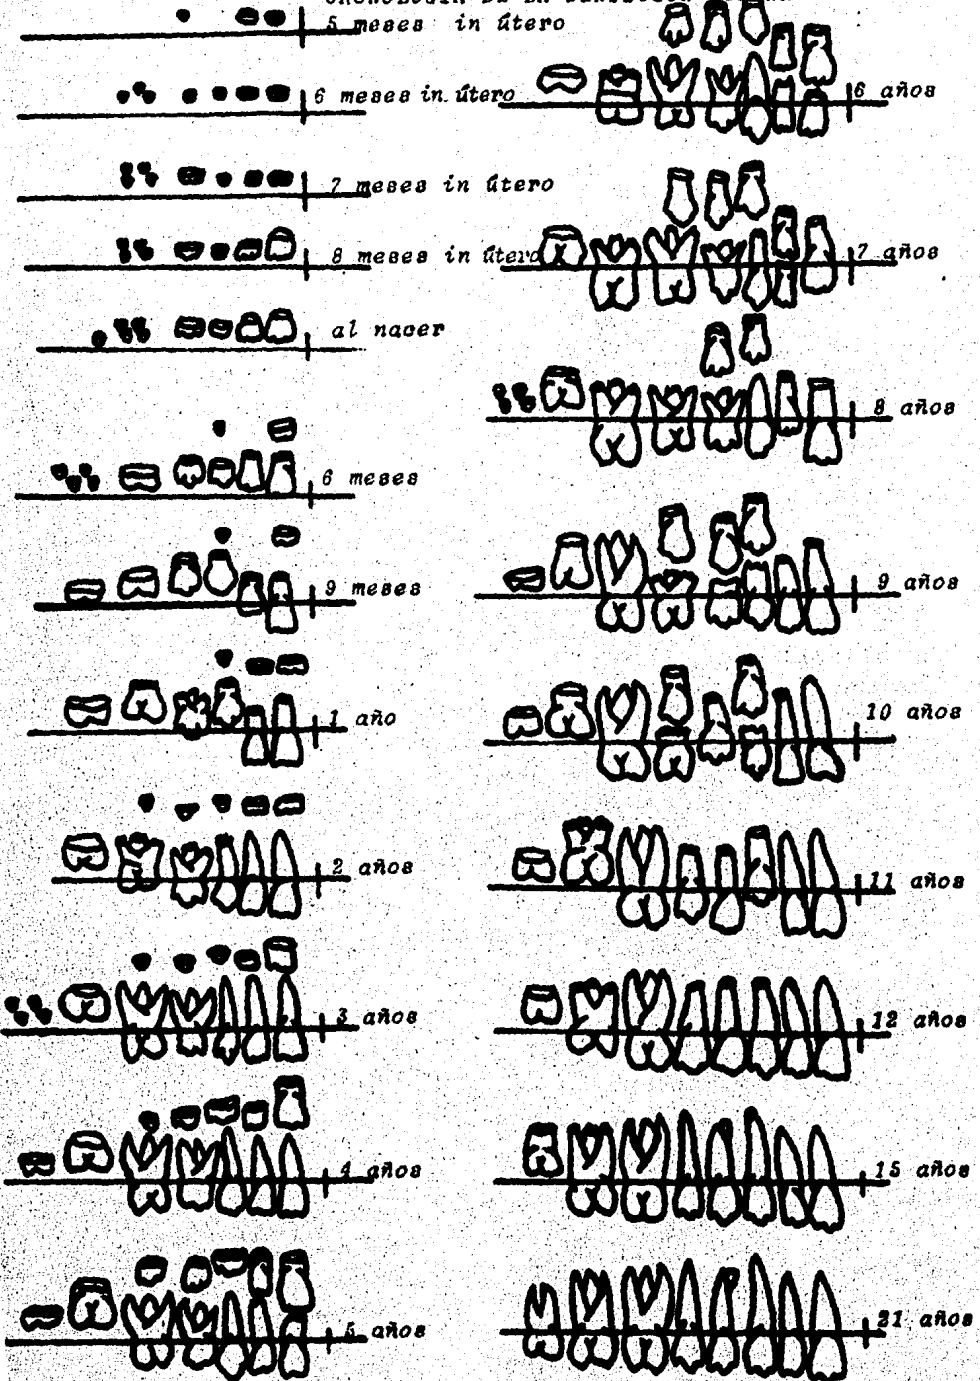 5 meses in útero
6 meses in útero
7 meses in útero
8 meses in útero
al nacer
6 meses
9 meses
1 año
2 años
3 años
4 años
5 años
6 años
7 años
8 años
9 años
10 años
11 años
12 años
15 años
21 años